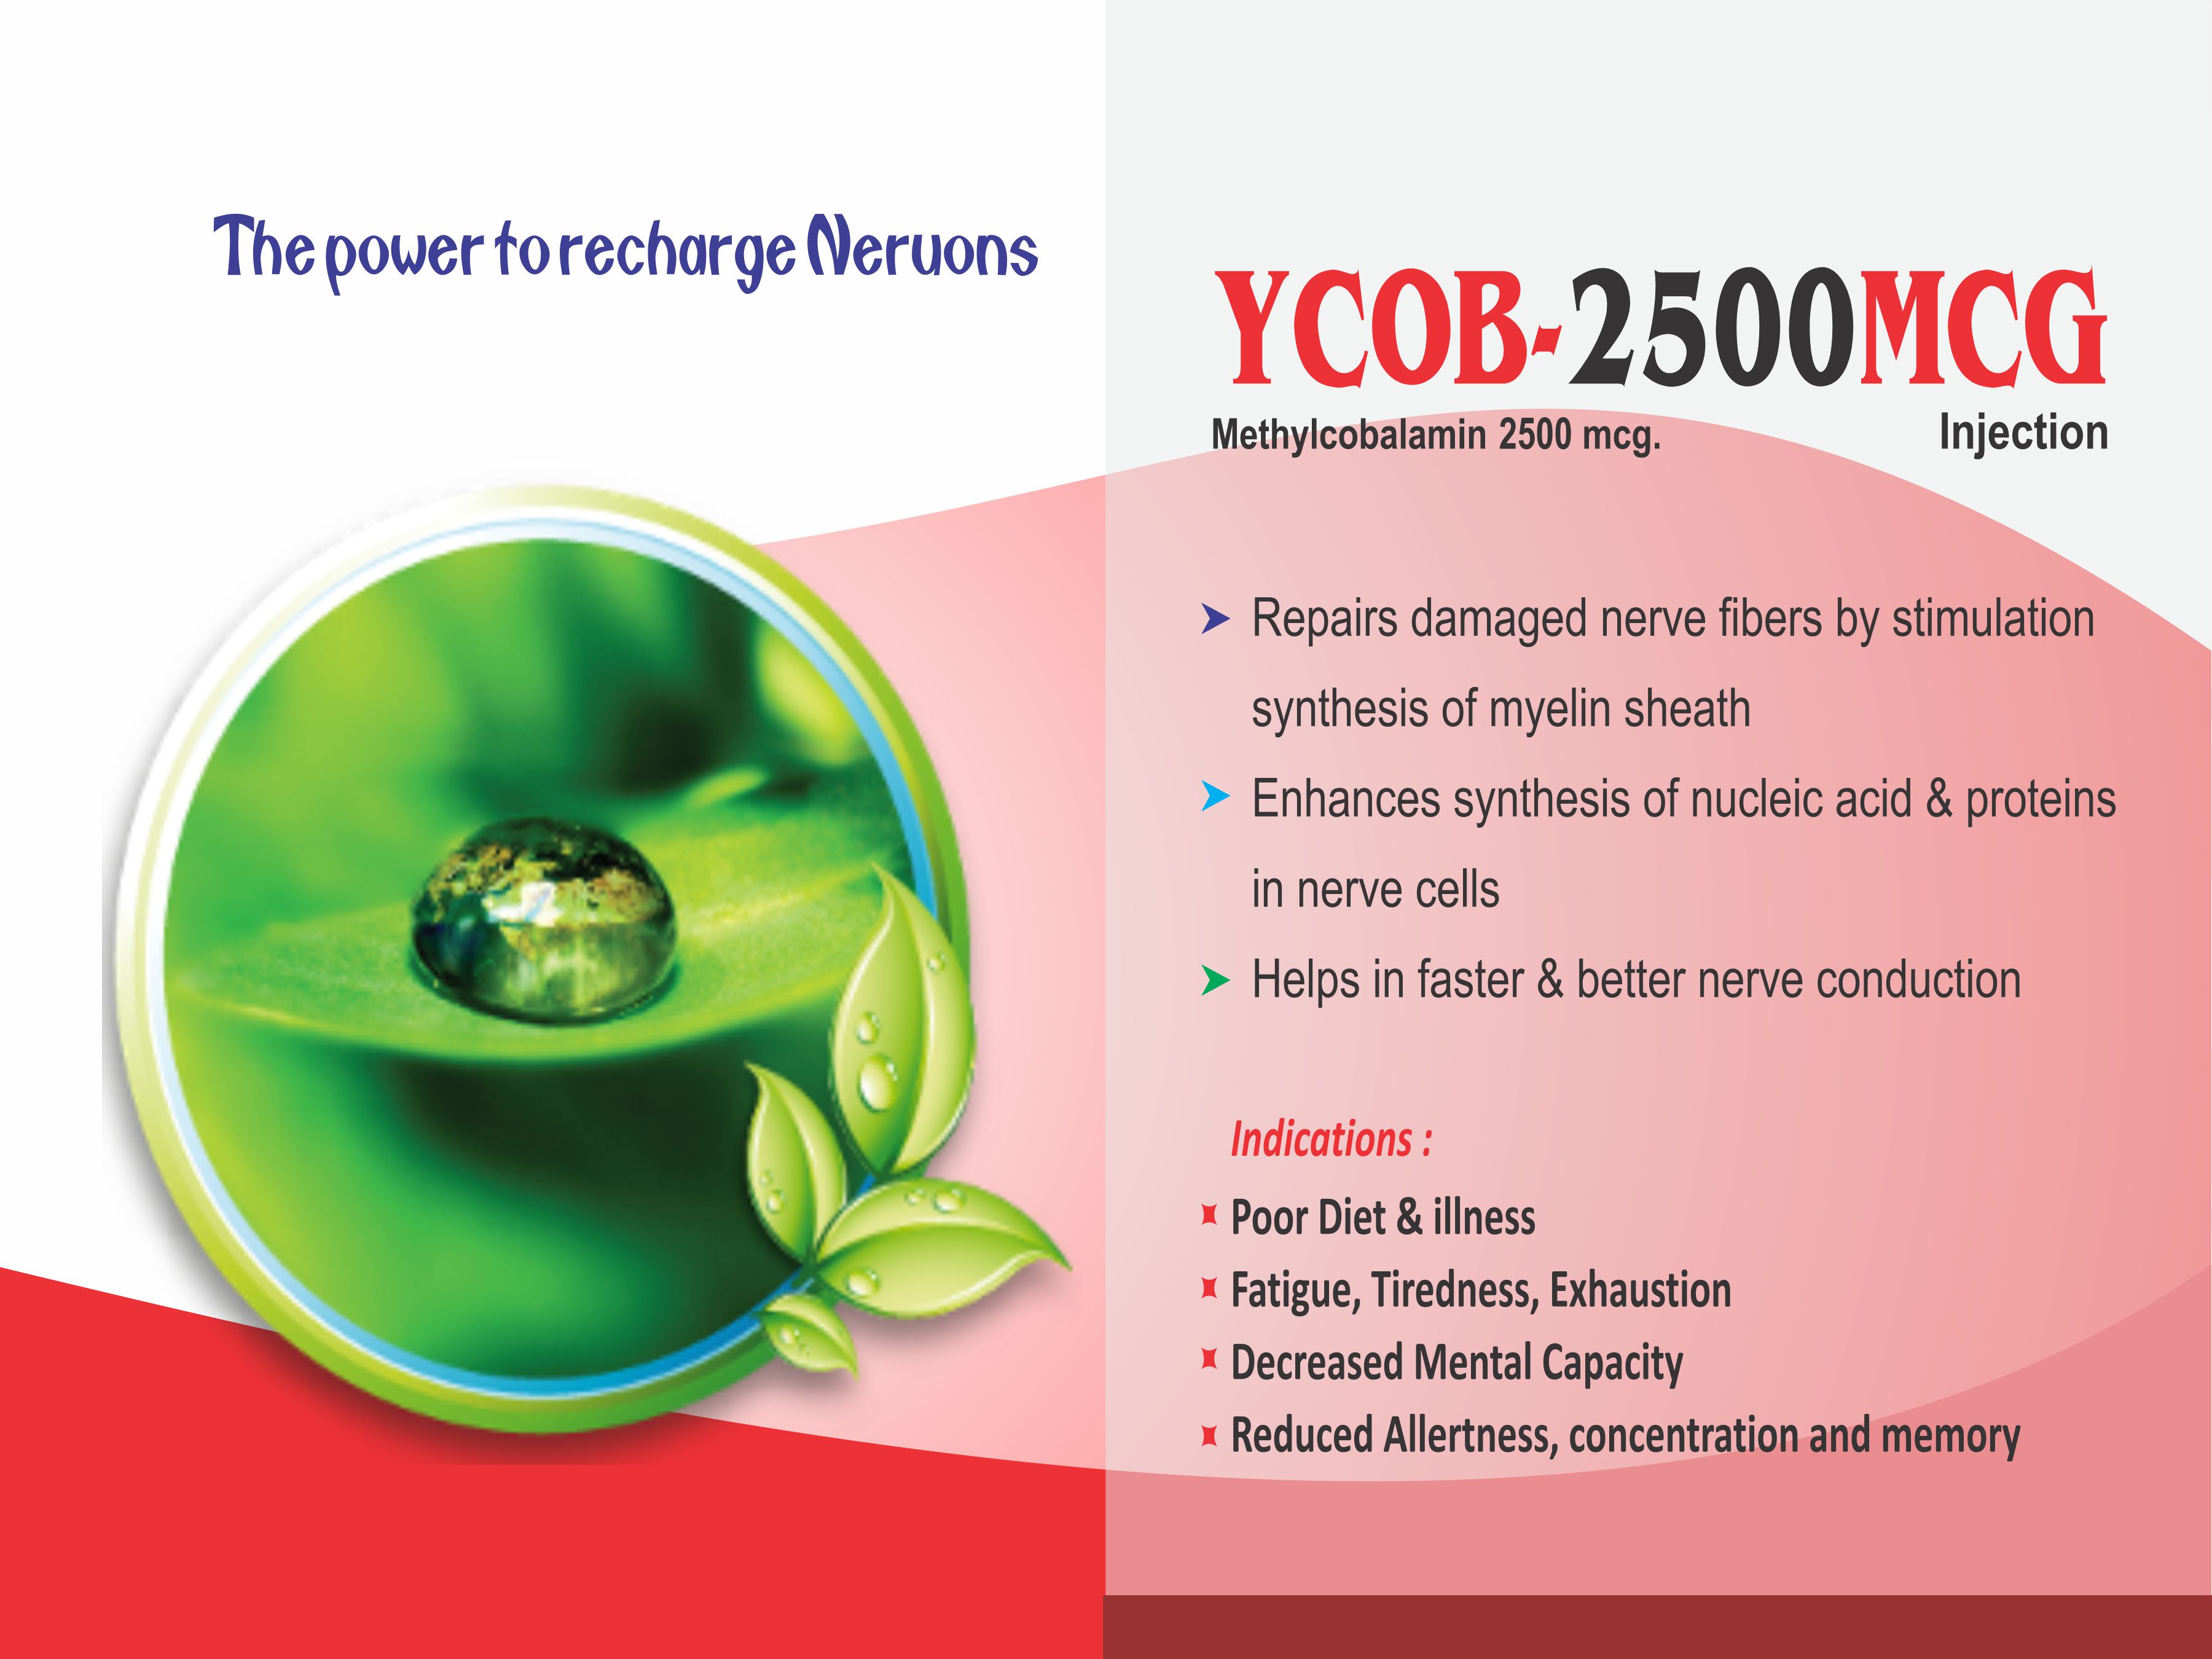 The power to recharge Neruons
YCOB-2500MCG
Methylcobalamin 2500 mcg.
Injection
Repairs damaged nerve fibers by stimulation
synthesis of myelin sheath
Enhances synthesis of nucleic acid & proteins
in nerve cells
Helps in faster & better nerve conduction
Indications :
Poor Diet & illness
Fatigue, Tiredness, Exhaustion
Decreased Mental Capacity
Reduced Allertness, concentration and memory